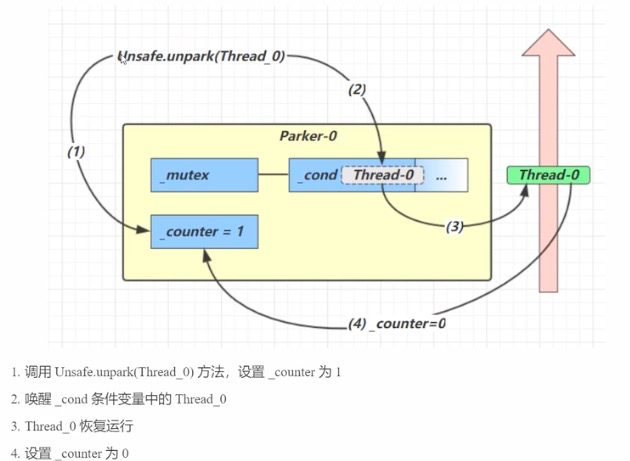 Unsafe.unpark(Thread_0)
(2)
Parker-0
(1)
_mutex
_cond
Thread-0
...
Thread-0
_counter = 1
(3)
(4) _counter=0
1. 调用 Unsafe.unpark(Thread_0) 方法，设置 _counter 为 1
2. 唤醒 _cond 条件变量中的 Thread_0
3. Thread_0 恢复运行
4. 设置 _counter 为 0